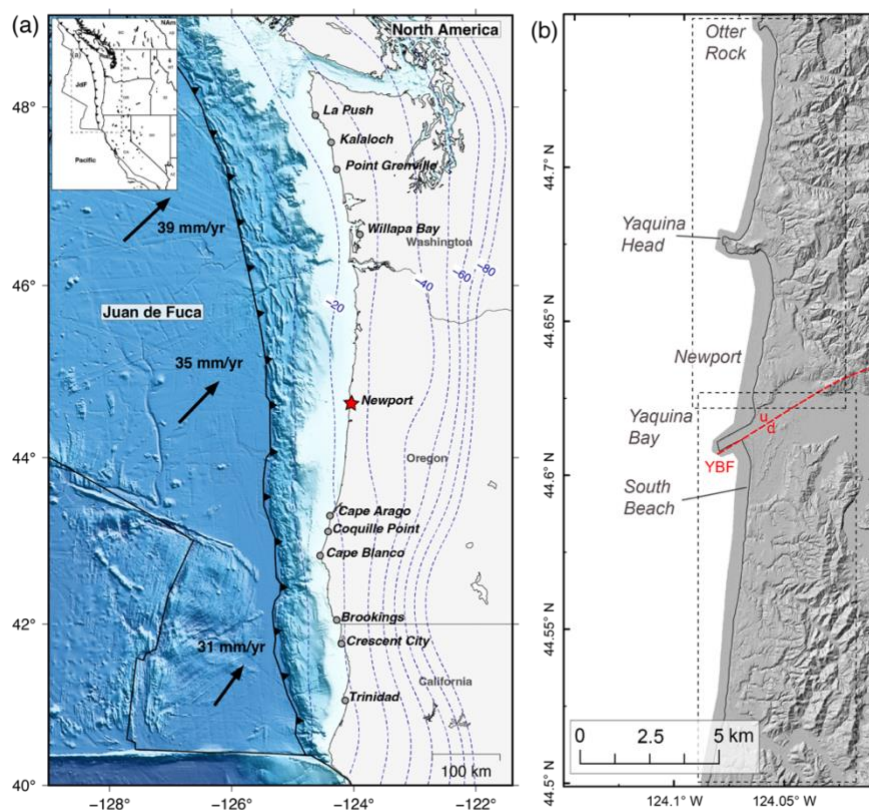 (a)
NAm
(a)
JdF
Pacific
North America
48°
46°
44°
42°
40°
−128°
−126°
−124°
−122°
La Push
Kalaloch
Point Grenville
Willapa Bay
Washington
39 mm/yr
−20
−40
−60
−80
Juan de Fuca
35 mm/yr
Newport
Oregon
Cape Arago
Coquille Point
Cape Blanco
Brookings
31 mm/yr
Crescent City
California
Trinidad
100 km
(b)
Otter
Rock
44.7° N
Yaquina
Head
44.65° N
Newport
Yaquina
Bay
u
d
YBF
44.6° N
South
Beach
44.55° N
0 2.5 5 km
44.5° N
124.1° W
124.05° W